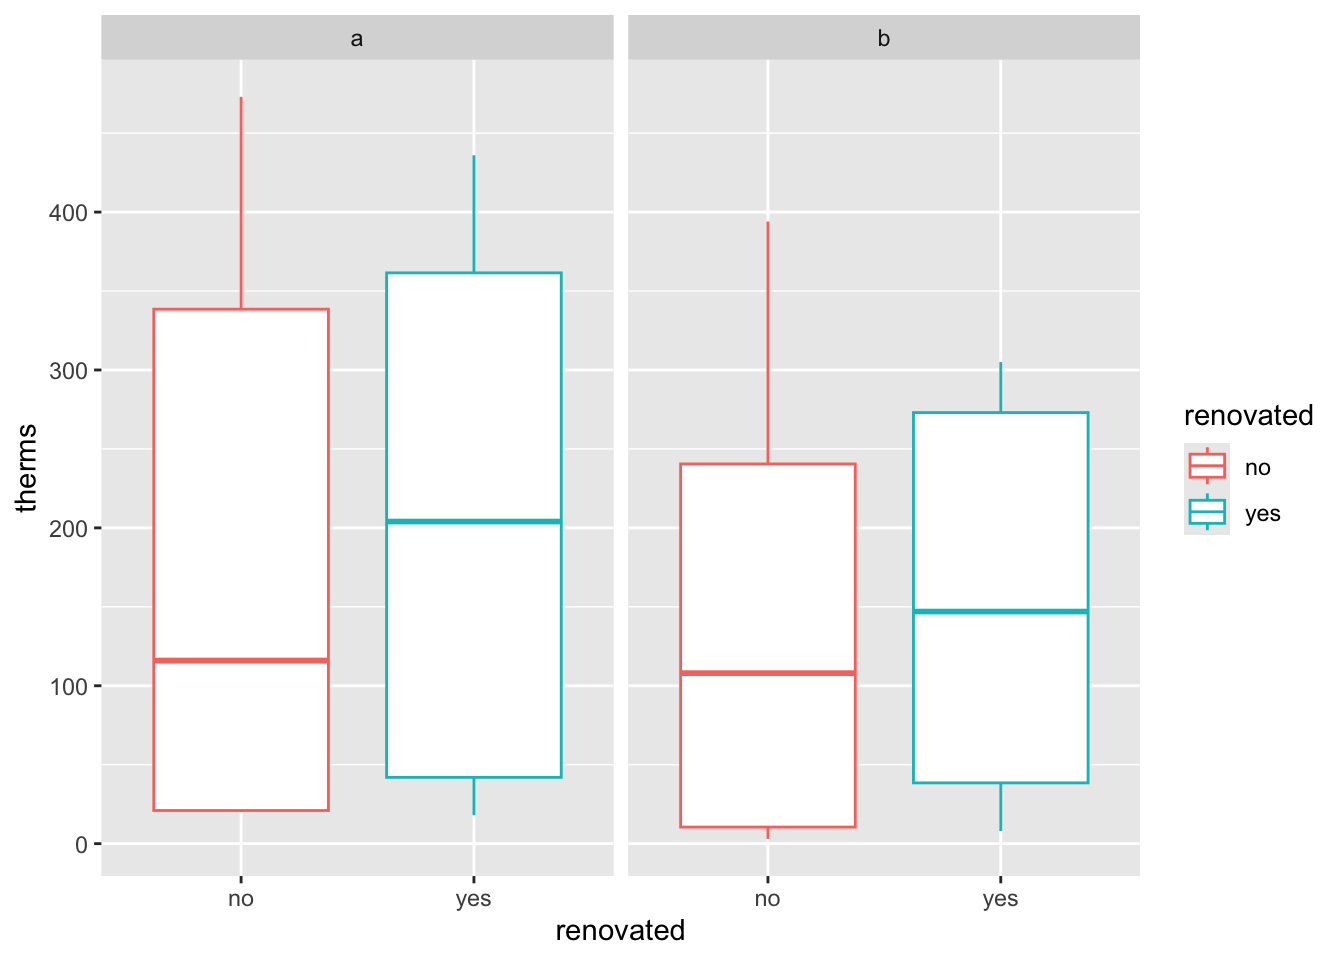 a
b
therms
400
300
200
100
0
no
yes
no
yes
renovated
renovated
no
yes